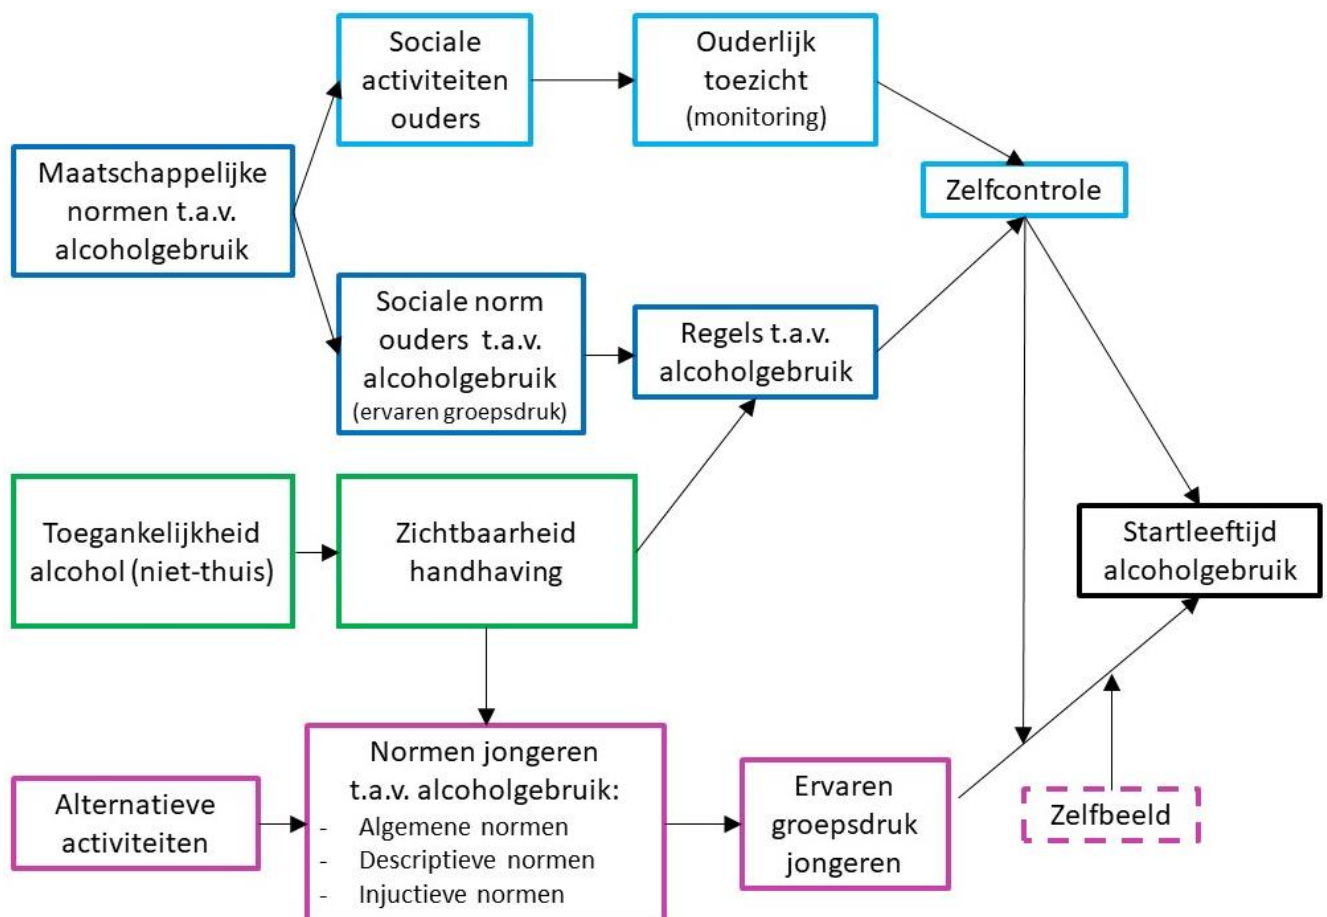 Sociale
activiteiten
ouders
Ouderlijk
toezicht
(monitoring)
Maatschappelijke
normen t.a.v.
alcoholgebruik
Zelfcontrole
Sociale norm
ouders t.a.v.
alcoholgebruik
(ervaren groepsdruk)
Regels t.a.v.
alcoholgebruik
Toegankelijkheid
alcohol (niet-thuis)
Zichtbaarheid
handhaving
Startleeftijd
alcoholgebruik
Alternatieve
activiteiten
Normen jongeren
t.a.v. alcoholgebruik:
- Algemene normen
- Descriptieve normen
- Injuctieve normen
Ervaren
groepsdruk
jongeren
Zelfbeeld